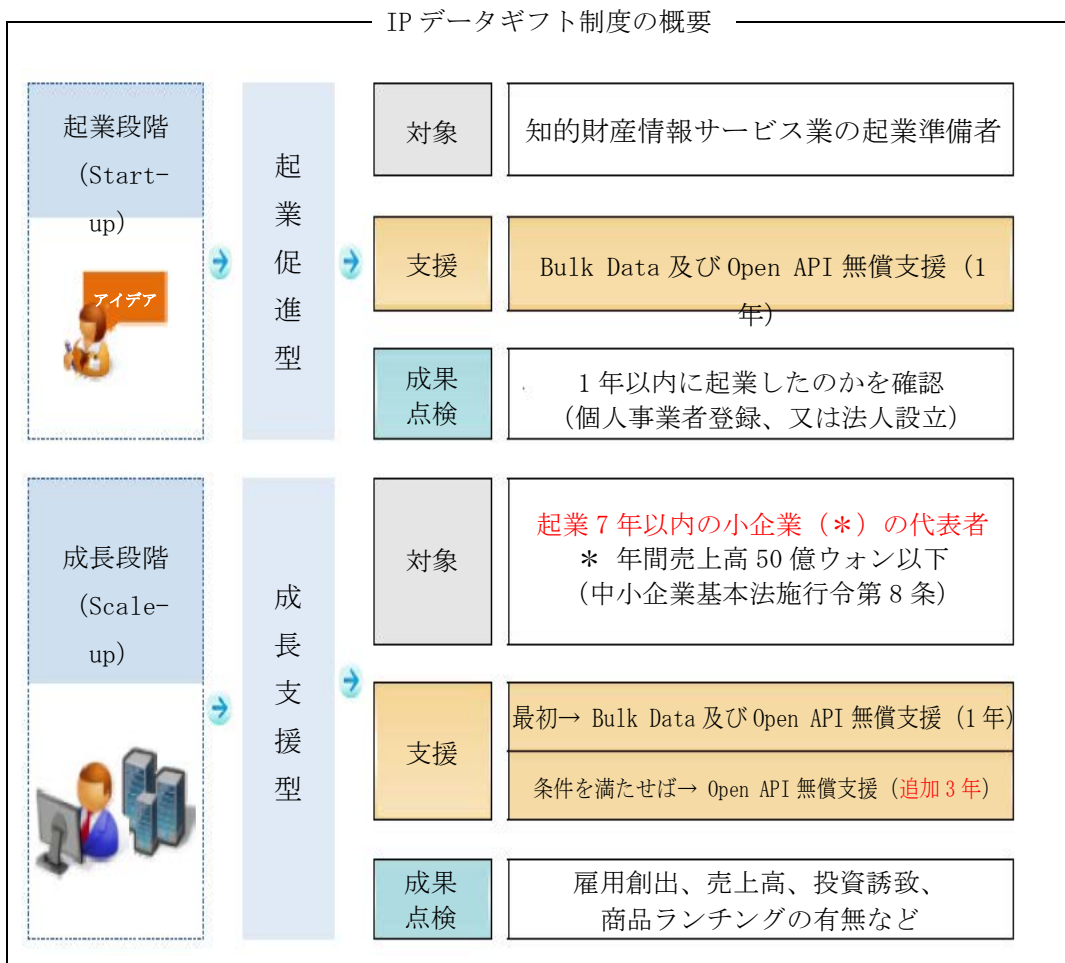 IP データギフト制度の概要
起業段階
(Start-
up)
アイデア
起
業
促
進
型
対象
知的財産情報サービス業の起業準備者
支援
Bulk Data 及び Open API 無償支援（1
年）
成果
点検
1 年以内に起業したのかを確認
（個人事業者登録、又は法人設立）
成長段階
(Scale-
up)
成
長
支
援
型
対象
起業 7 年以内の小企業（＊）の代表者
＊ 年間売上高 50 億ウォン以下
（中小企業基本法施行令第 8 条）
支援
最初→ Bulk Data 及び Open API 無償支援（1 年）
条件を満たせば→ Open API 無償支援（追加 3 年）
成果
点検
雇用創出、売上高、投資誘致、
商品ランチングの有無など